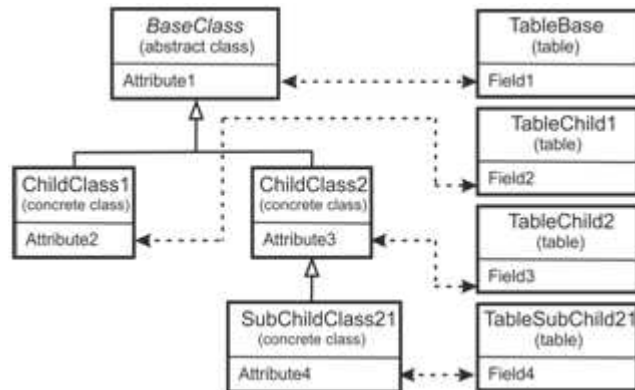 BaseClass
(abstract class)
Attribute1
TableBase
(table)
Field1
TableChild1
(table)
Field2
ChildClass1
(concrete class)
Attribute2
ChildClass2
(concrete class)
Attribute3
TableChild2
(table)
Field3
SubChildClass21
(concrete class)
Attribute4
TableSubChild21
(table)
Field4